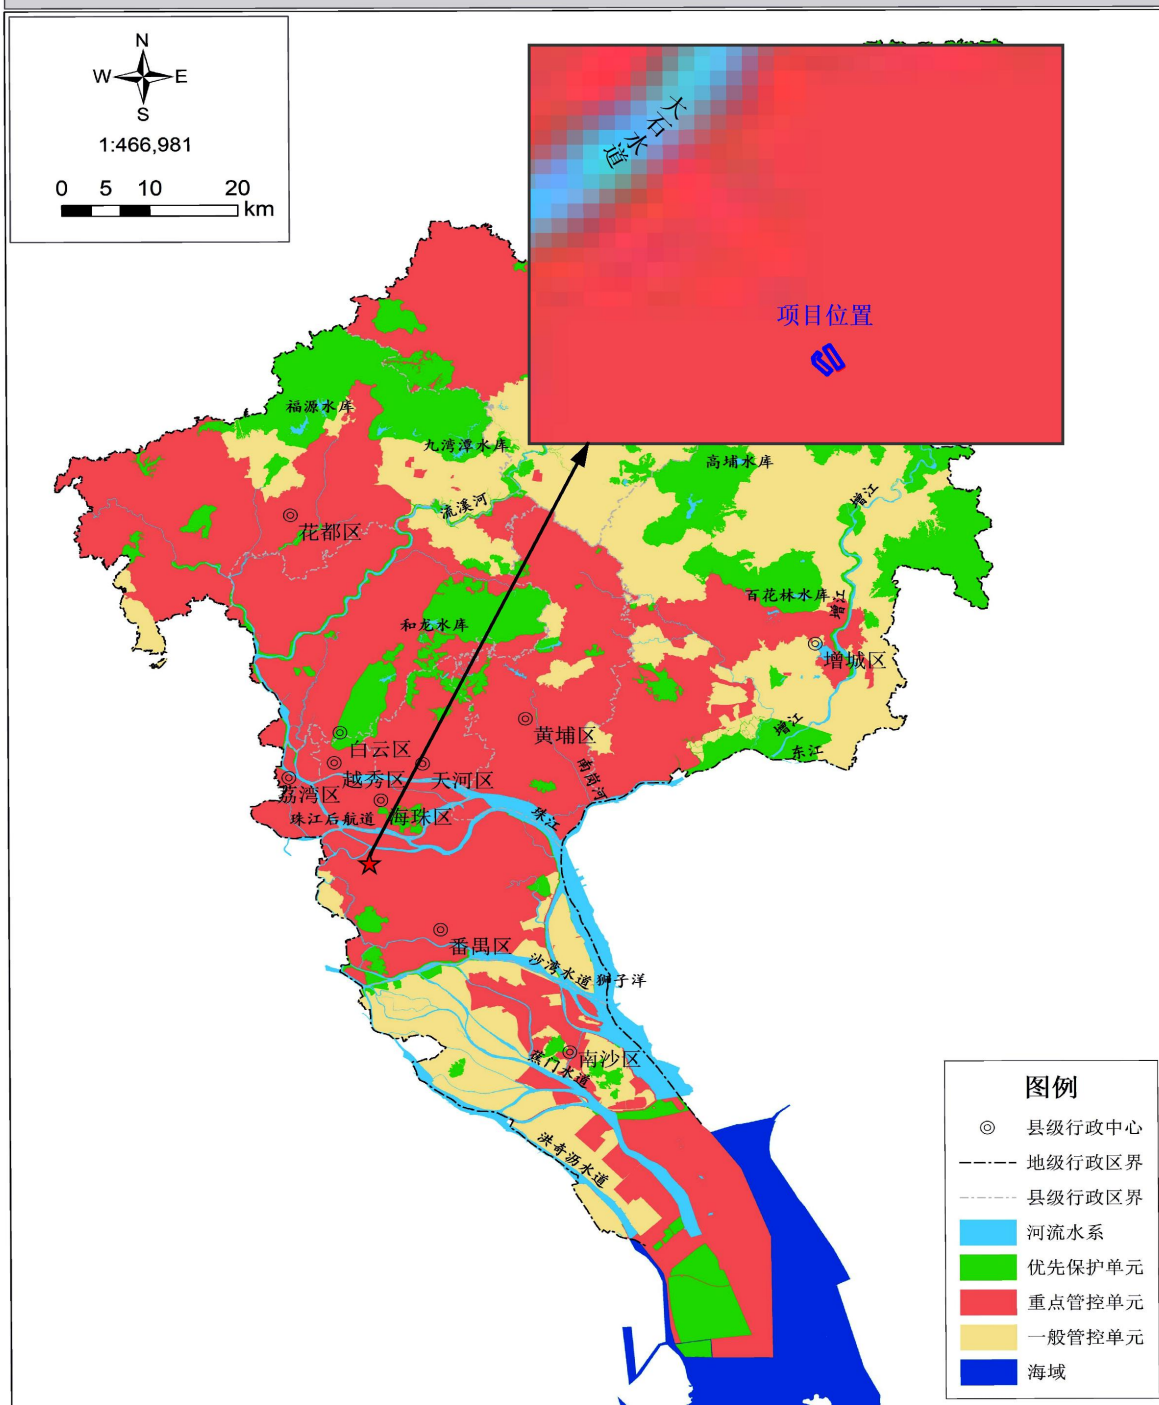 N
W E
S
1:466,981
0 5 10 20
km
大石水道
项目位置
福源水库
九湾潭水库
高埔水库
流溪河
增江
花都区
百花林水库
增江
和龙水库
增城区
增江
黄埔区
白云区
东江
越秀区
天河区
南岗河
荔湾区
海珠区
珠江
珠江后航道
番禺区
沙湾水道
狮子洋
南沙区
蕉门水道
洪奇沥水道
图例
县级行政中心
地级行政区界
县级行政区界
河流水系
优先保护单元
重点管控单元
一般管控单元
海域